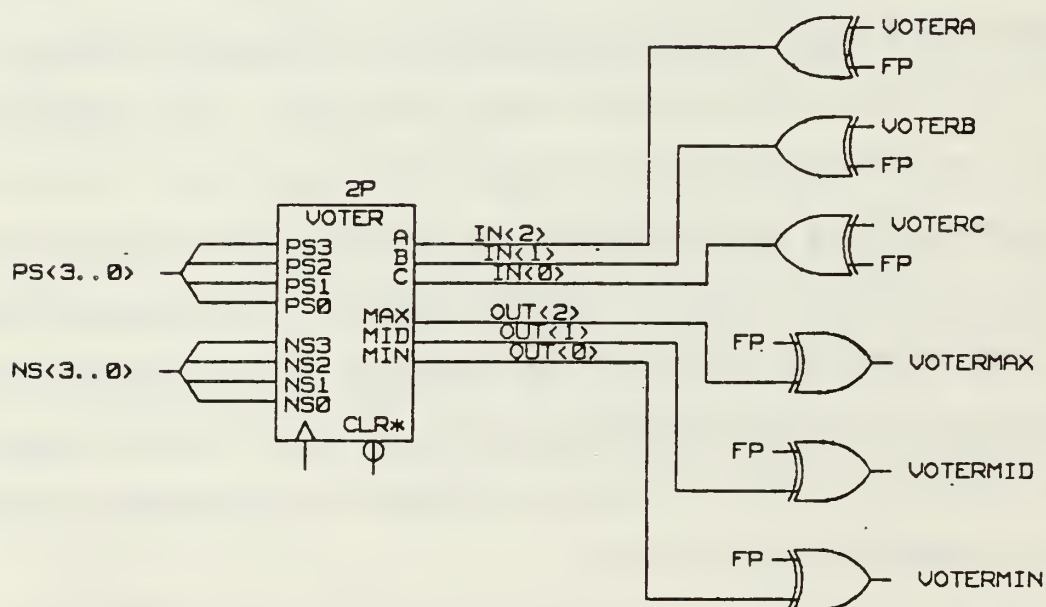 VOTERA
FP
VOTERB
FP
2P
VOTER
VOTERC
FP
A
B
C
IN<2>
IN<1>
IN<0>
PS<3..0>
PS3
PS2
PS1
PS0
MAX
MID
MIN
OUT<2>
OUT<1>
OUT<0>
NS<3..0>
NS3
NS2
NS1
NS0
CLR*
FP
VOTERMAX
FP
VOTERMID
FP
VOTERMIN